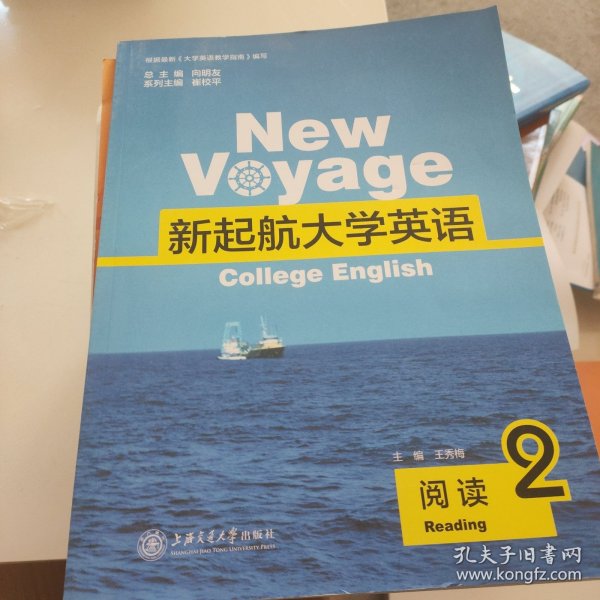 根据最新《大学英语教学指南》编写
总主编 向明友
系列主编 崔校平
New
Voyage
新起航大学英语
College English
主编 王秀梅
阅读 2
Reading
上海交通大学出版社
SHANGHAI JIAO TONG UNIVERSITY PRESS
孔夫子旧书网
www.kongfz.com